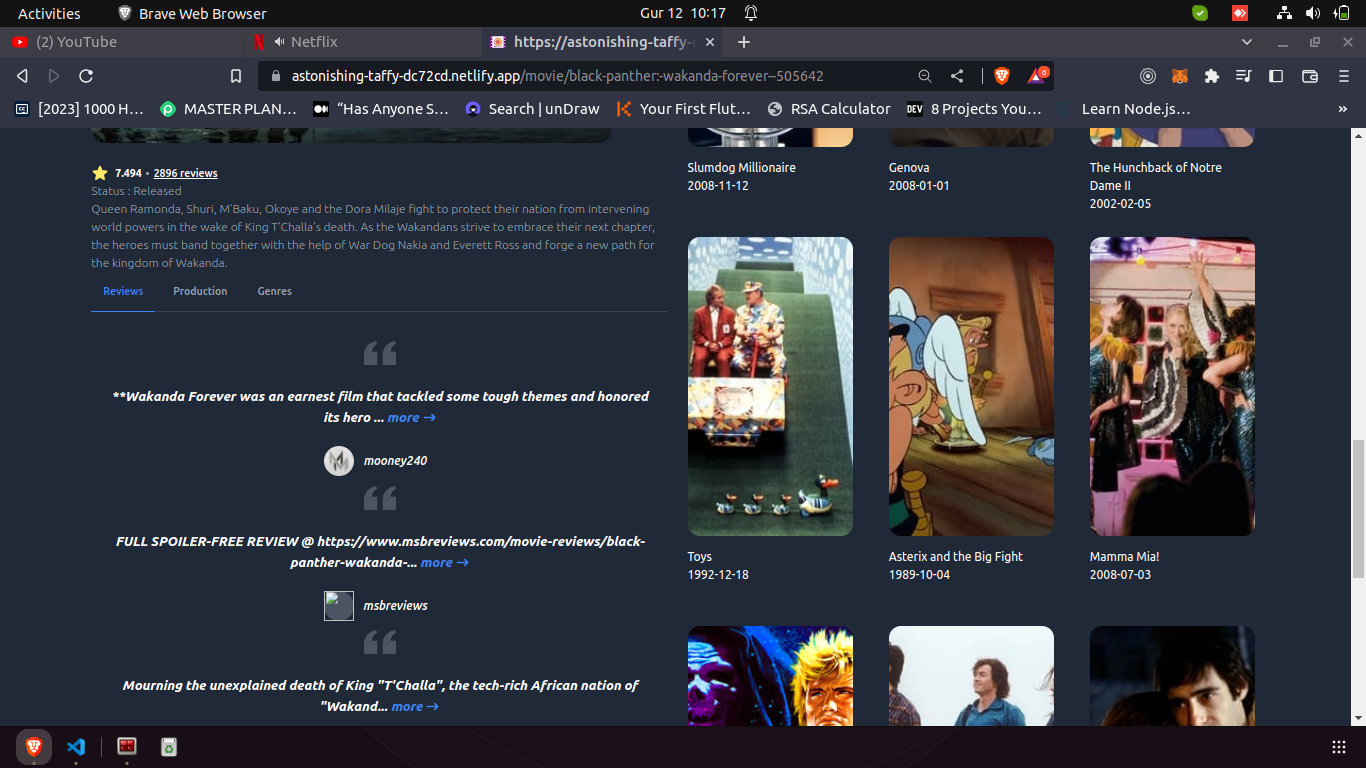 Activities
Brave Web Browser
Gur 12 10:17
(2) YouTube
Netflix
https://astonishing-taffy-
astonishing-taffy-dc72cd.netlify.app/movie/black-panther:-wakanda-forever--505642
6
[2023] 1000 H…
MASTER PLAN…
“Has Anyone S…
Search | unDraw
Your First Flut…
RSA Calculator
DEV
8 Projects You…
Learn Node.js…
»
7.494 • 2896 reviews
Status : Released
Queen Ramonda, Shuri, M’Baku, Okoye and the Dora Milaje fight to protect their nation from intervening
world powers in the wake of King T’Challa’s death. As the Wakandans strive to embrace their next chapter,
the heroes must band together with the help of War Dog Nakia and Everett Ross and forge a new path for
the kingdom of Wakanda.
Reviews
Production
Genres
**Wakanda Forever was an earnest film that tackled some tough themes and honored
its hero ... more →
mooney240
FULL SPOILER-FREE REVIEW @ https://www.msbreviews.com/movie-reviews/black-
panther-wakanda-... more →
msbreviews
Mourning the unexplained death of King "T'Challa", the tech-rich African nation of
"Wakand... more →
Slumdog Millionaire
2008-11-12
Genova
2008-01-01
The Hunchback of Notre
Dame II
2002-02-05
Toys
1992-12-18
Asterix and the Big Fight
1989-10-04
Mamma Mia!
2008-07-03